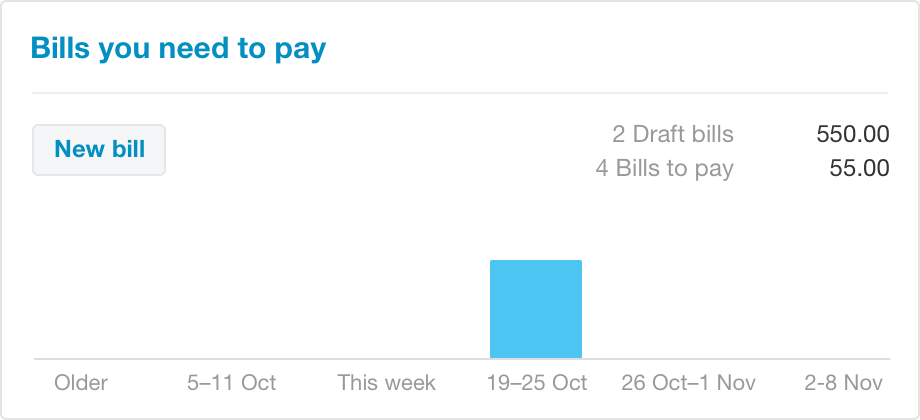 Bills you need to pay
New bill
2 Draft bills 550.00
4 Bills to pay 55.00
Older 5–11 Oct This week 19–25 Oct 26 Oct–1 Nov 2-8 Nov